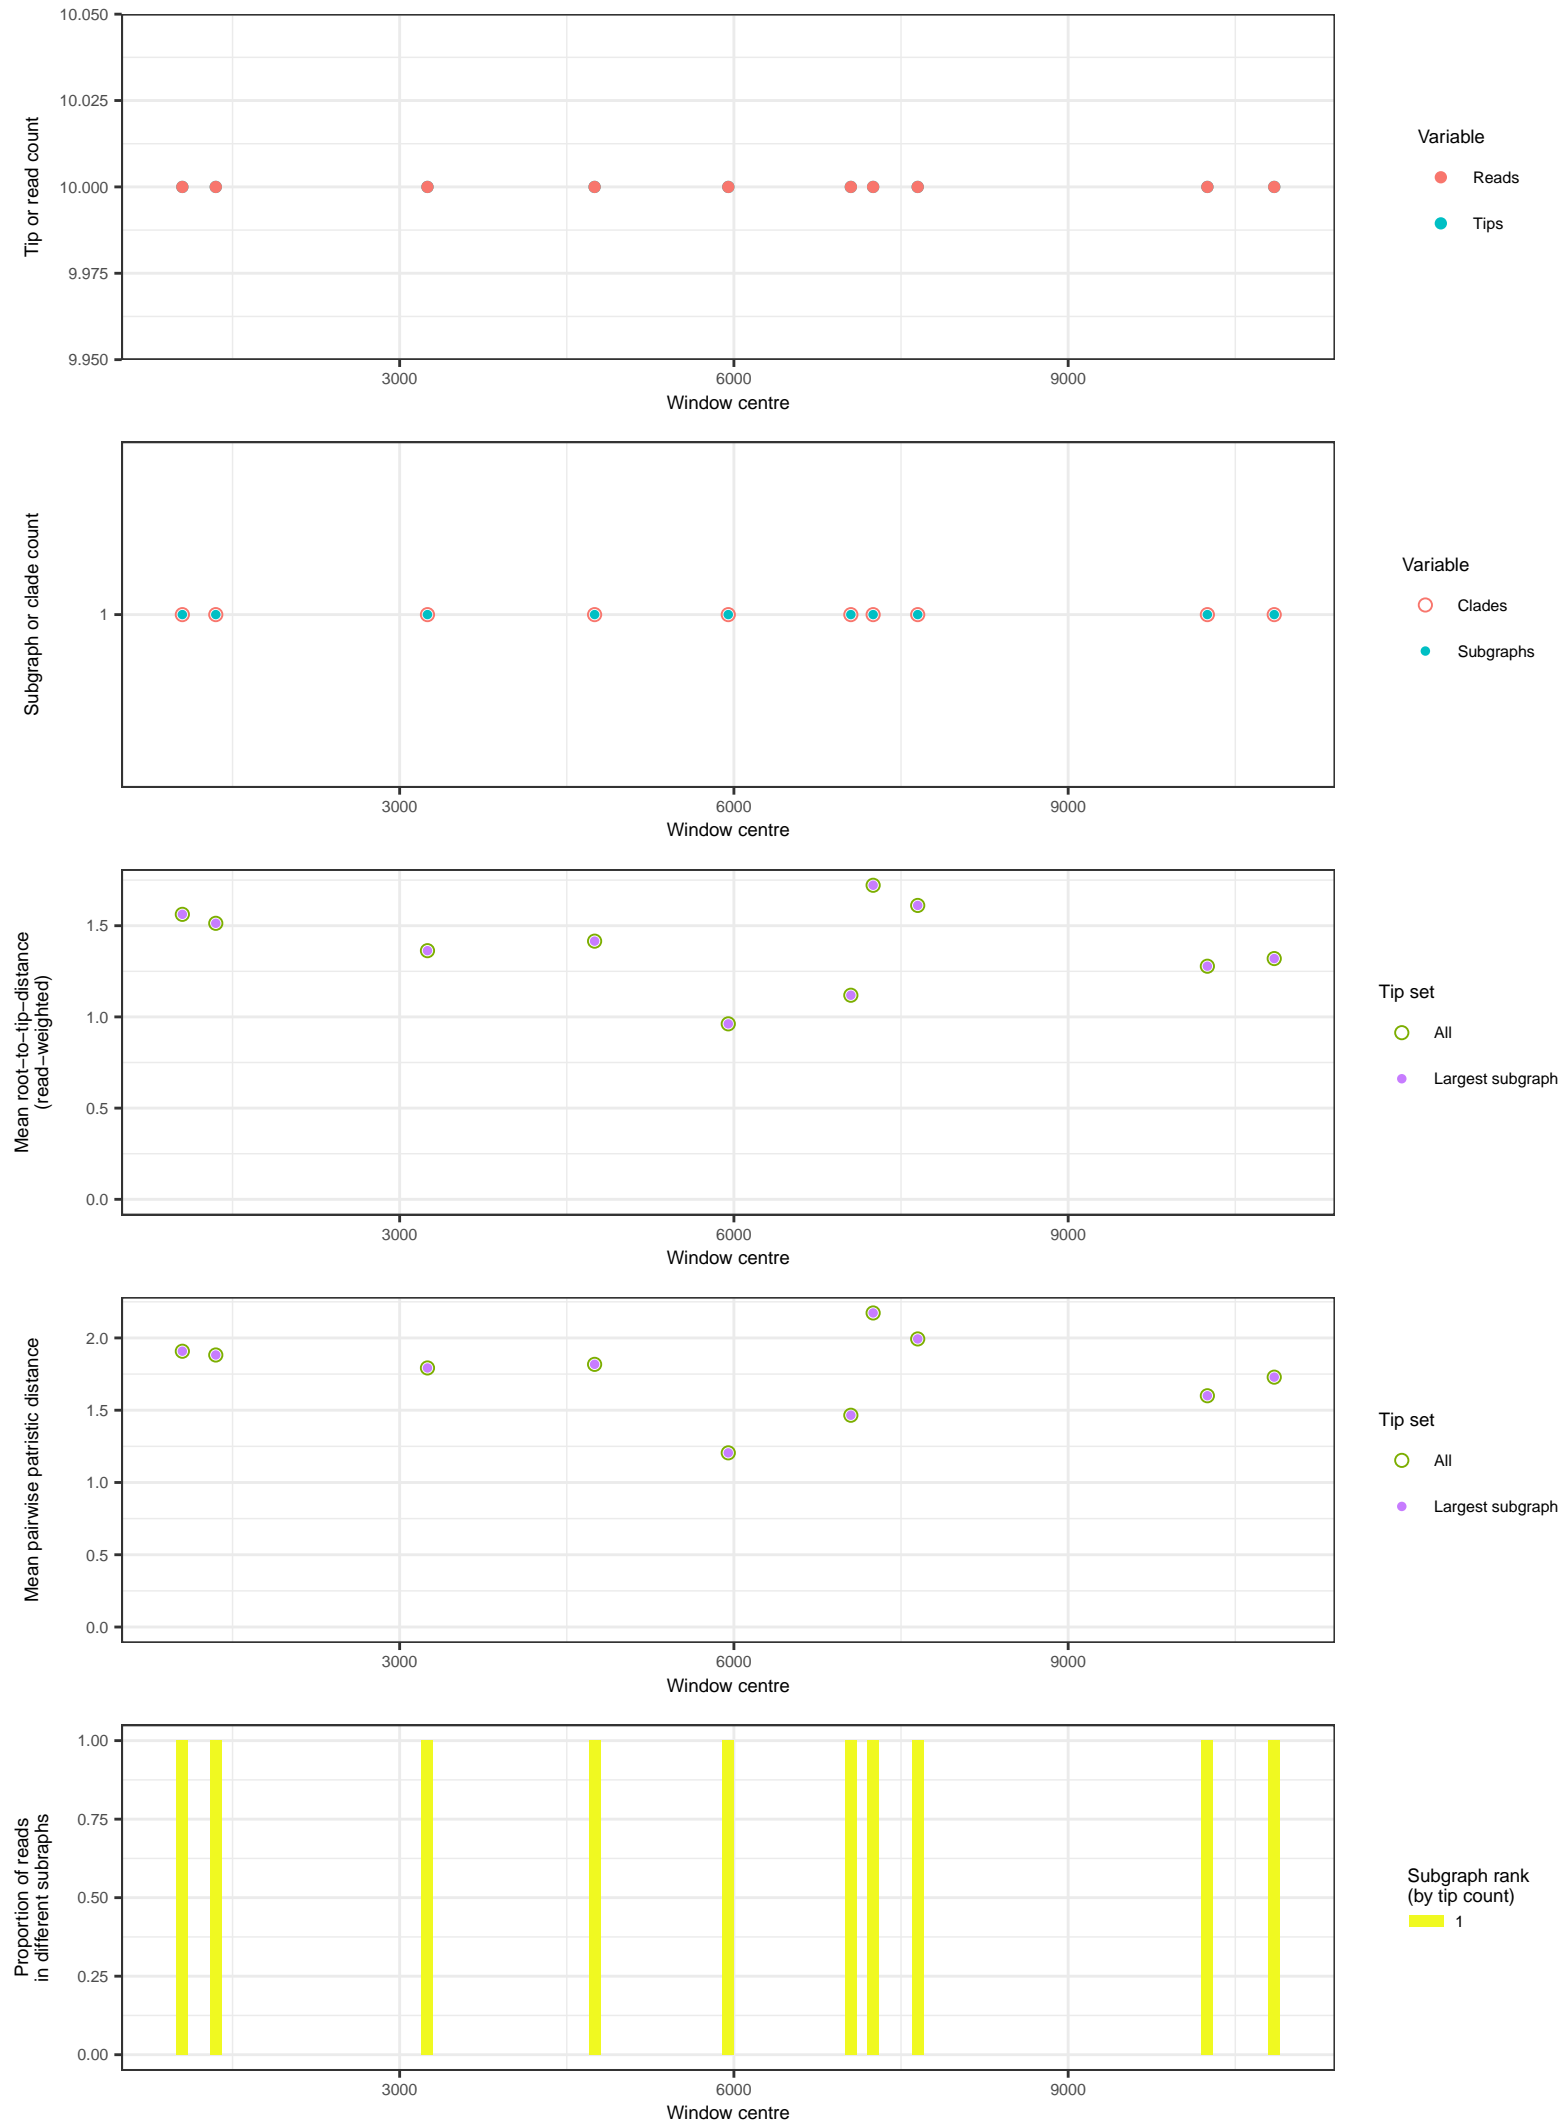 10.050
10.025
10.000
9.975
9.950
Tip or read count
3000
6000
9000
Window centre
Variable
Reads
Tips
1
Subgraph or clade count
3000
6000
9000
Window centre
Variable
Clades
Subgraphs
1.5
1.0
0.5
0.0
Mean root−to−tip−distance
(read−weighted)
3000
6000
9000
Window centre
Tip set
All
Largest subgraph
2.0
1.5
1.0
0.5
0.0
Mean pairwise patristic distance
3000
6000
9000
Window centre
Tip set
All
Largest subgraph
1.00
0.75
0.50
0.25
0.00
Proportion of reads
in different subraphs
3000
6000
9000
Window centre
Subgraph rank
(by tip count)
1